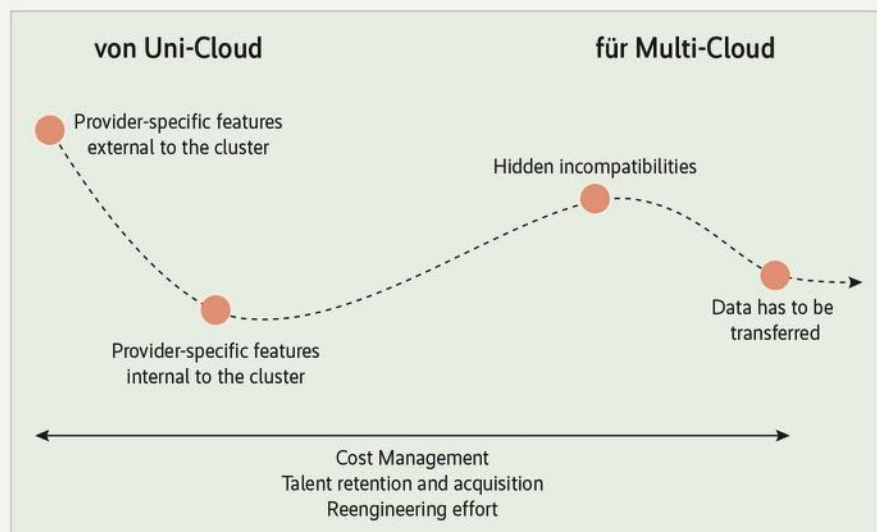 von Uni-Cloud
für Multi-Cloud
Provider-specific features
external to the cluster
Hidden incompatibilities
Provider-specific features
internal to the cluster
Data has to be
transferred
Cost Management
Talent retention and acquisition
Reengineering effort